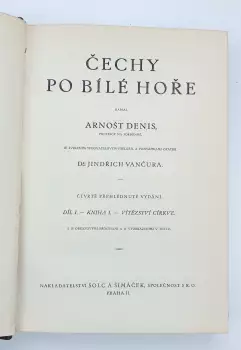 ČECHY
PO BÍLÉ HOŘE
NAPSAL
ARNOŠT DENIS,
Dr JINDŘICH VANČURA.
ČTVRTÉ PŘEHLÉDNUTÉ VYDÁNÍ.
DÍL I. — KNIHA I. — VÍTĚZSTVÍ CÍRKVE.
NAKLADATELSTVÍ ŠOLC A ŠIMÁČEK, SPOLEČNOST S R. O.
PRAHA II.